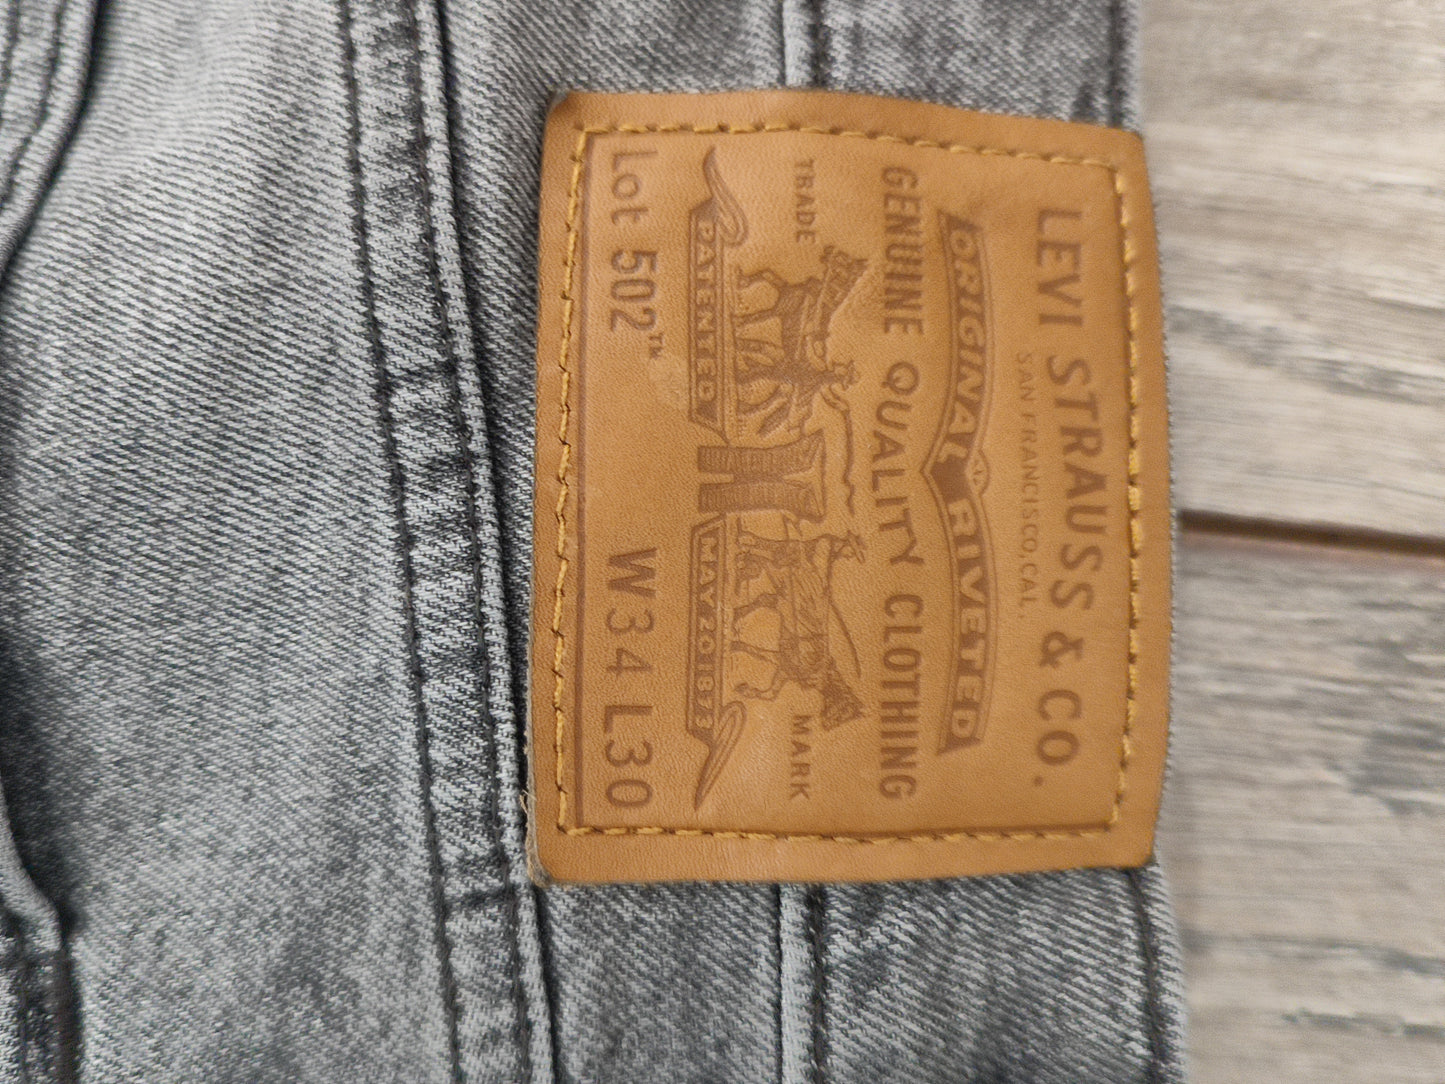 LEVI STRAUSS & CO.
SAN FRANCISCO, CAL.
ORIGINAL RIVETED
GENUINE QUALITY CLOTHING
TRADE MARK
PATENTED MAY 20 1873
Lot 502™ W34 L30